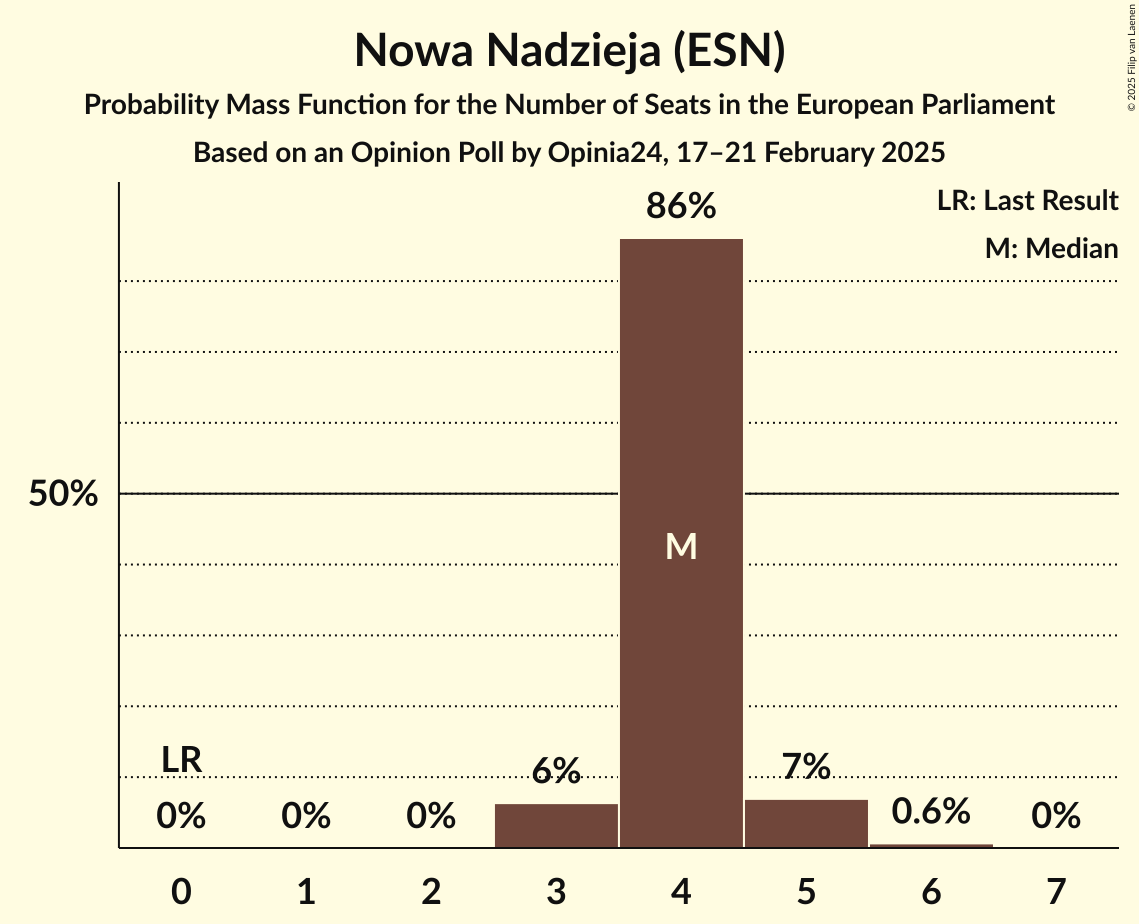 Nowa Nadzieja (ESN)
Probability Mass Function for the Number of Seats in the European Parliament
Based on an Opinion Poll by Opinia24, 17–21 February 2025
© 2025 Filip van Laenen
LR: Last Result
M: Median
86%
50%
M
LR
6%
7%
0%
0%
0%
0.6%
0%
0
1
2
3
4
5
6
7